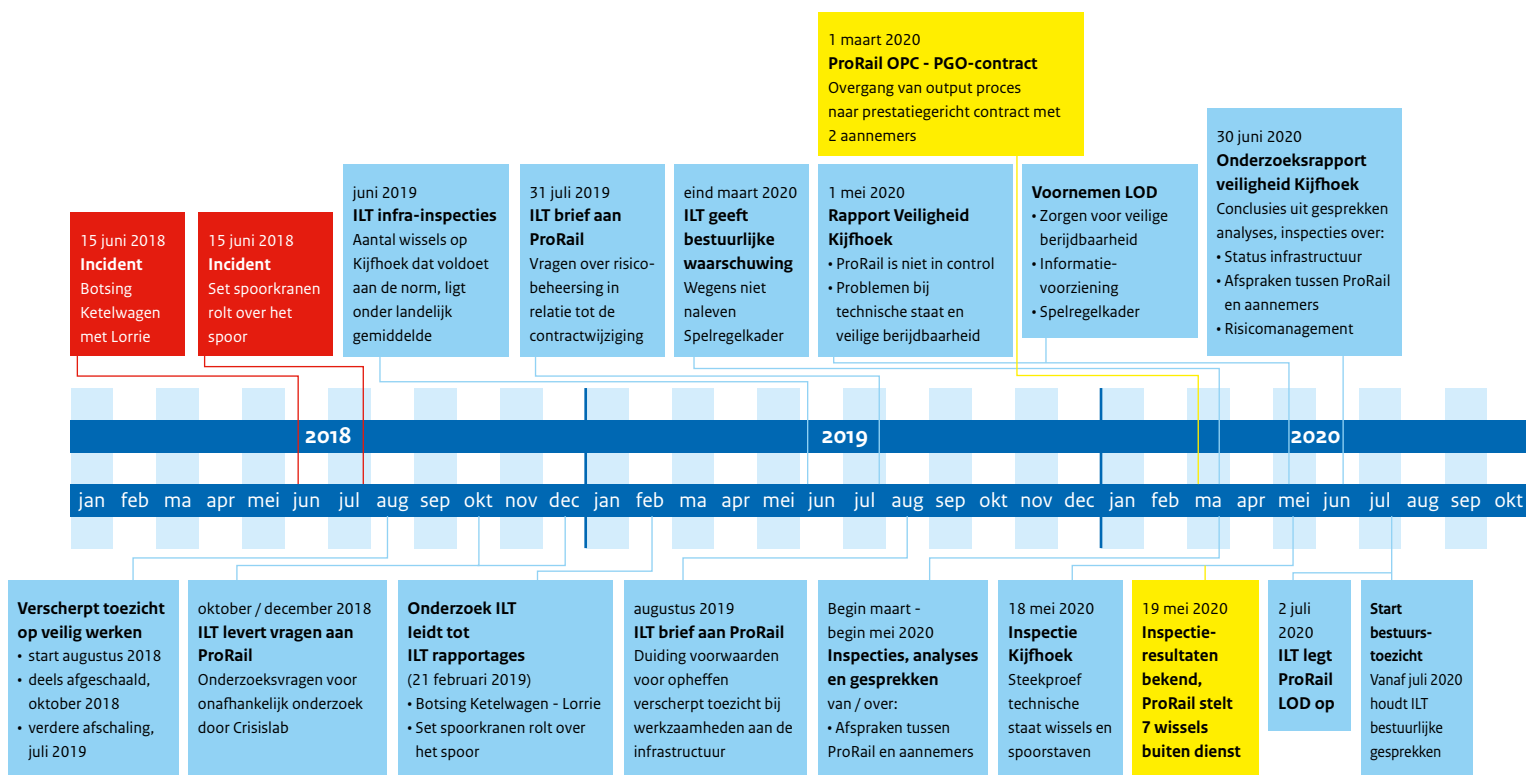 1 maart 2020
ProRail OPC - PGO-contract
Overgang van output proces
naar prestatiegericht contract met
2 aannemers
15 juni 2018
Incident
Botsing
Ketelwagen
met Lorrie
15 juni 2018
Incident
Set spoorkranen
rolt over het
spoor
juni 2019
ILT infra-inspecties
Aantal wissels op
Kijfhoek dat voldoet
aan de norm, ligt
onder landelijk
gemiddelde
31 juli 2019
ILT brief aan
ProRail
Vragen over risico-
beheersing in
relatie tot de
contractwijziging
eind maart 2020
ILT geeft
bestuurlijke
waarschuwing
Wegens niet
naleven
Spelregelkader
1 mei 2020
Rapport Veiligheid
Kijfhoek
• ProRail is niet in control
• Problemen bij
technische staat en
veilige berijdbaarheid
Voornemen LOD
• Zorgen voor veilige
berijdbaarheid
• Informatie-
voorziening
• Spelregelkader
30 juni 2020
Onderzoeksrapport
veiligheid Kijfhoek
Conclusies uit gesprekken
analyses, inspecties over:
• Status infrastructuur
• Afspraken tussen ProRail
en aannemers
• Risicomanagement
2018 2019 2020
jan feb ma apr mei jun jul aug sep okt nov dec jan feb ma apr mei jun jul aug sep okt nov dec jan feb ma apr mei jun jul aug sep okt
Verscherpt toezicht
op veilig werken
• start augustus 2018
• deels afgeschaald,
oktober 2018
• verdere afschaling,
juli 2019
oktober / december 2018
ILT levert vragen aan
ProRail
Onderzoeksvragen voor
onafhankelijk onderzoek
door Crisislab
Onderzoek ILT
leidt tot
ILT rapportages
(21 februari 2019)
• Botsing Ketelwagen - Lorrie
• Set spoorkranen rolt over
het spoor
augustus 2019
ILT brief aan ProRail
Duiding voorwaarden
voor opheffen
verscherpt toezicht bij
werkzaamheden aan de
infrastructuur
Begin maart -
begin mei 2020
Inspecties, analyses
en gesprekken
van / over:
• Afspraken tussen
ProRail en aannemers
18 mei 2020
Inspectie
Kijfhoek
Steekproef
technische
staat wissels en
spoorstaven
19 mei 2020
Inspectie-
resultaten
bekend,
ProRail stelt
7 wissels
buiten dienst
2 juli
2020
ILT legt
ProRail
LOD op
Start
bestuurs-
toezicht
Vanaf juli 2020
houdt ILT
bestuurlijke
gesprekken